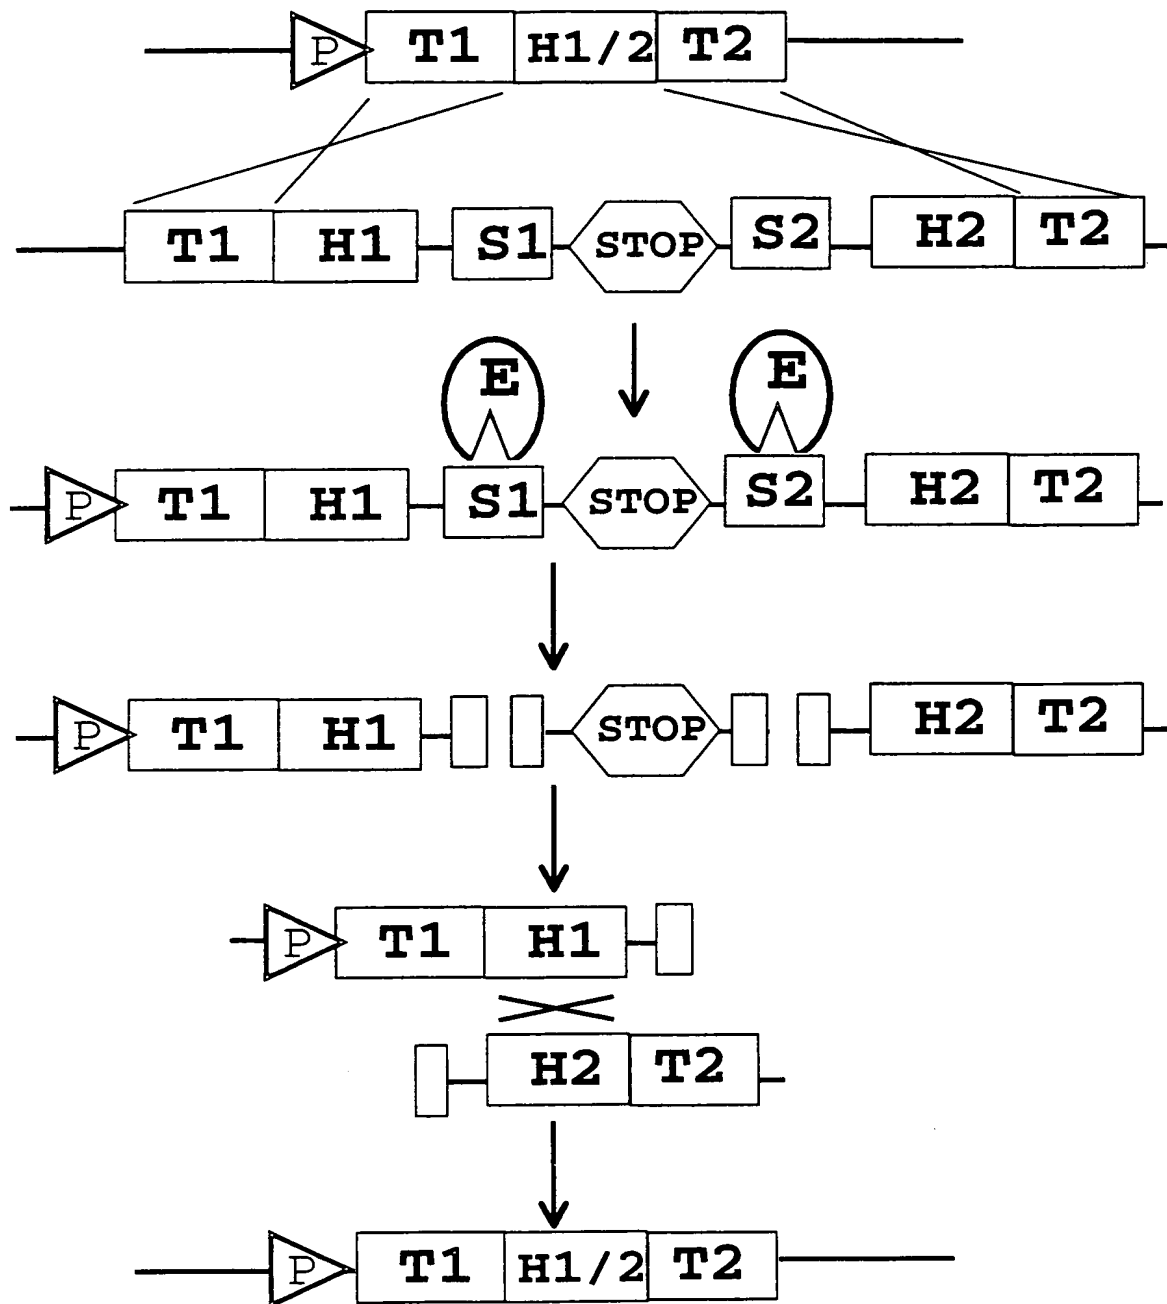 P T1 H1/2 T2
T1 H1 S1 STOP S2 H2 T2
E E
P T1 H1 S1 STOP S2 H2 T2
P T1 H1 STOP H2 T2
P T1 H1
H2 T2
P T1 H1/2 T2